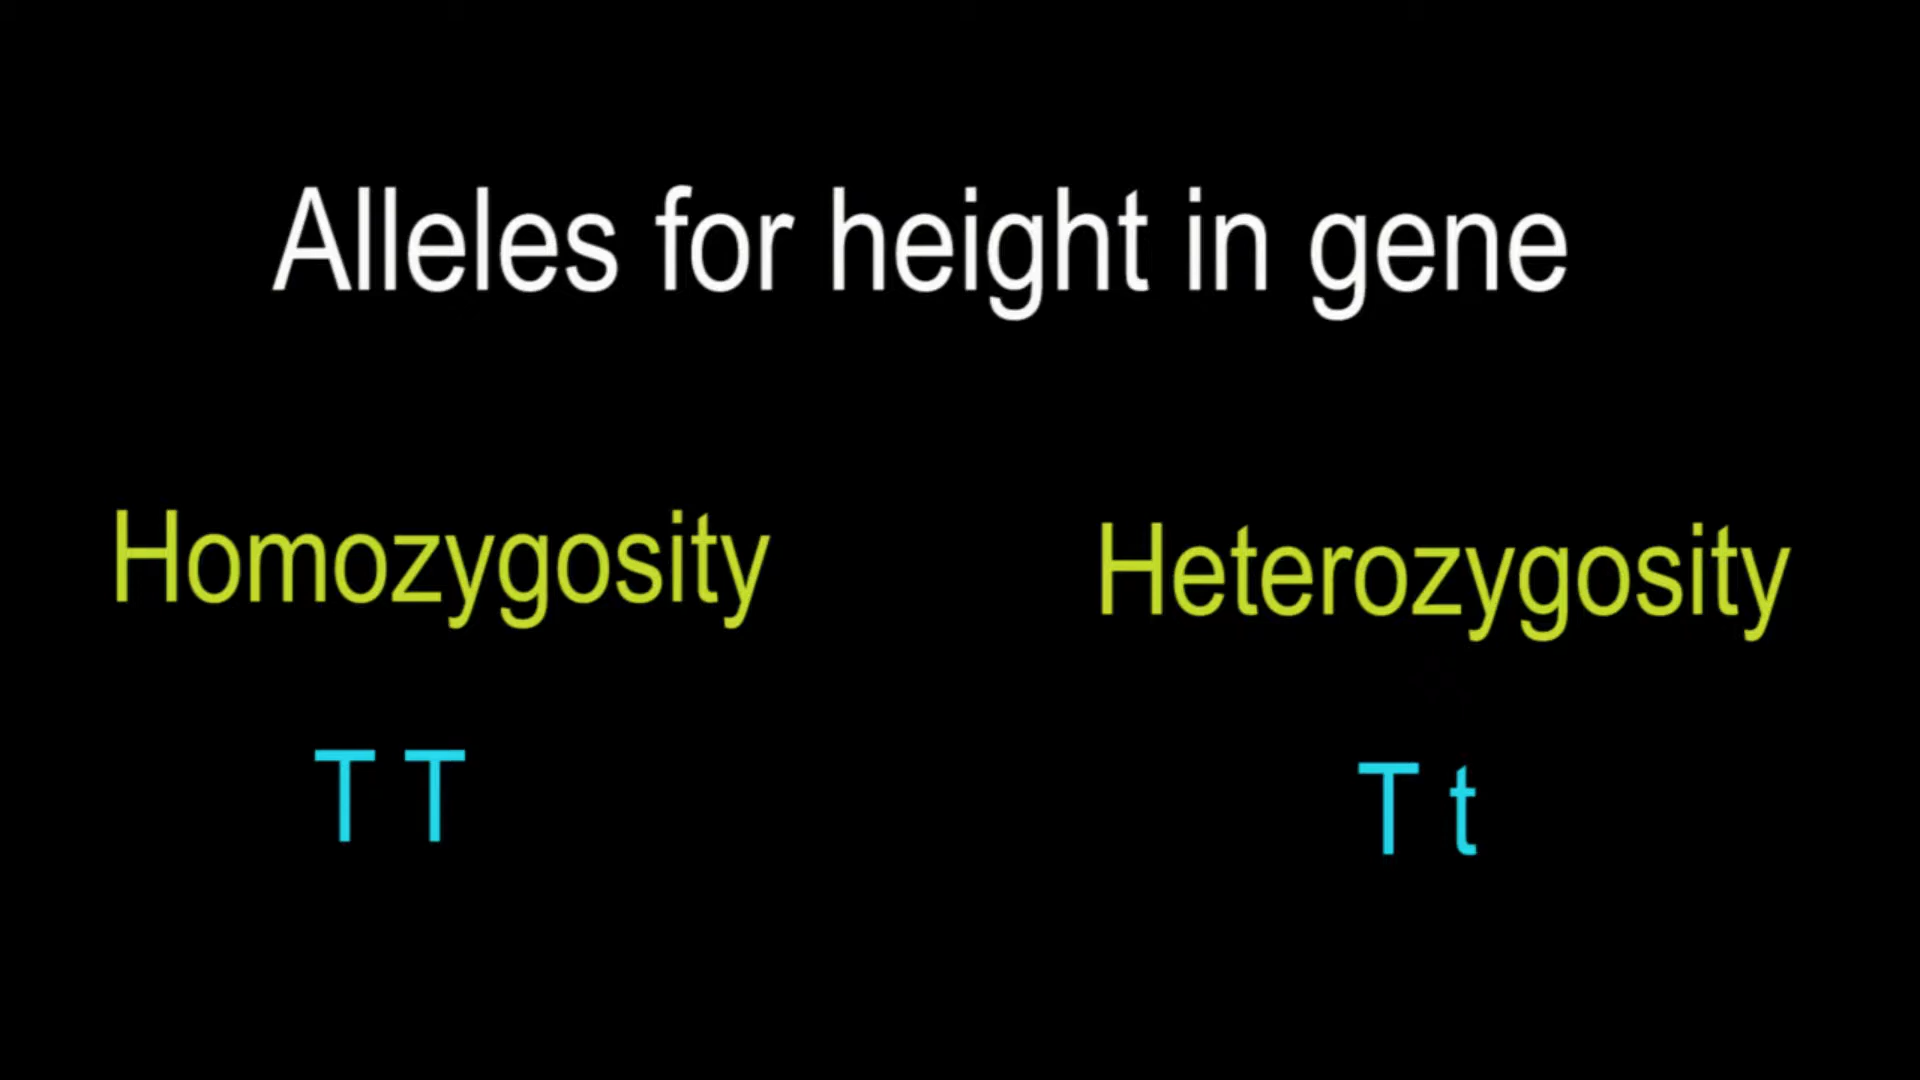 Alleles for height in gene
Homozygosity
Heterozygosity
T T
T t